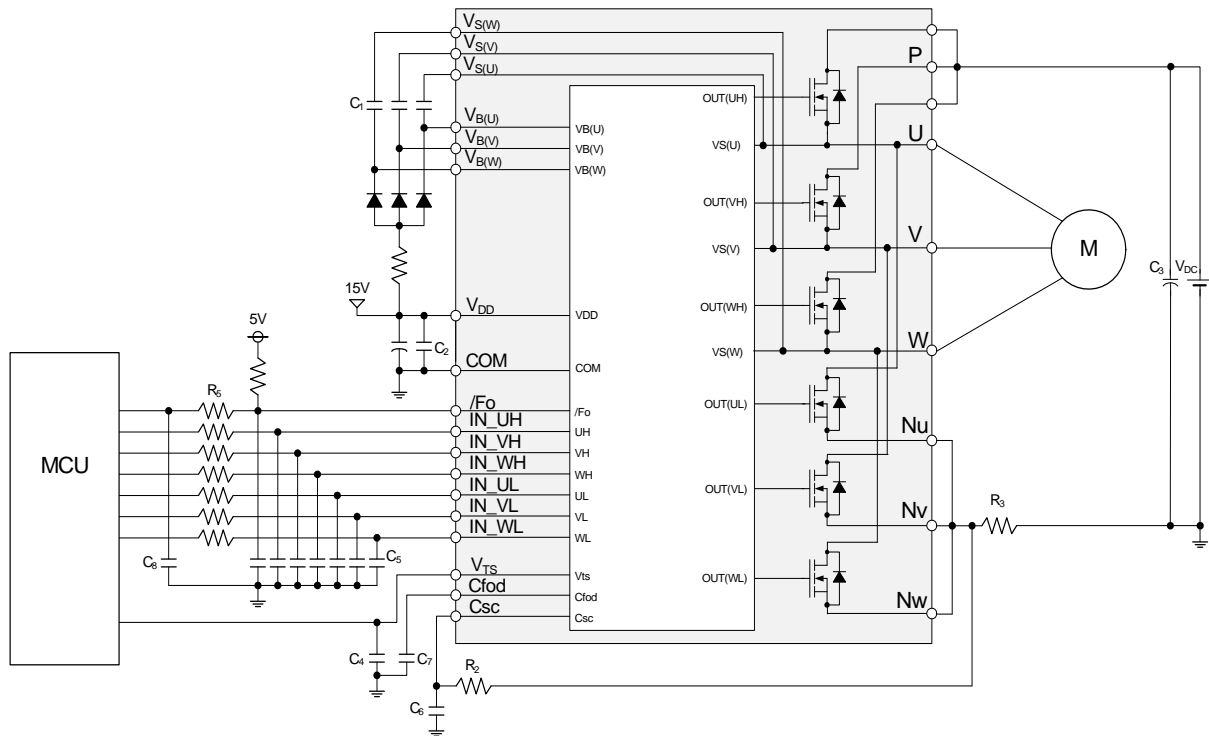 VS(W)
VS(V)
VS(U)
C1
VB(U)
VB(V)
VB(W)
VB(U)
VB(V)
VB(W)
15V
VDD
VDD
C2
COM
COM
5V
MCU
R5
/Fo
IN_UH
IN_VH
IN_WH
IN_UL
IN_VL
IN_WL
/Fo
UH
VH
WH
UL
VL
WL
C8
C5
VTS
Cfod
Csc
Vts
Cfod
Csc
C4
C7
R2
C6
OUT(UH)
VS(U)
OUT(VH)
VS(V)
OUT(WH)
VS(W)
OUT(UL)
OUT(VL)
OUT(WL)
P
U
V
W
Nu
Nv
Nw
M
R3
C3
VDC